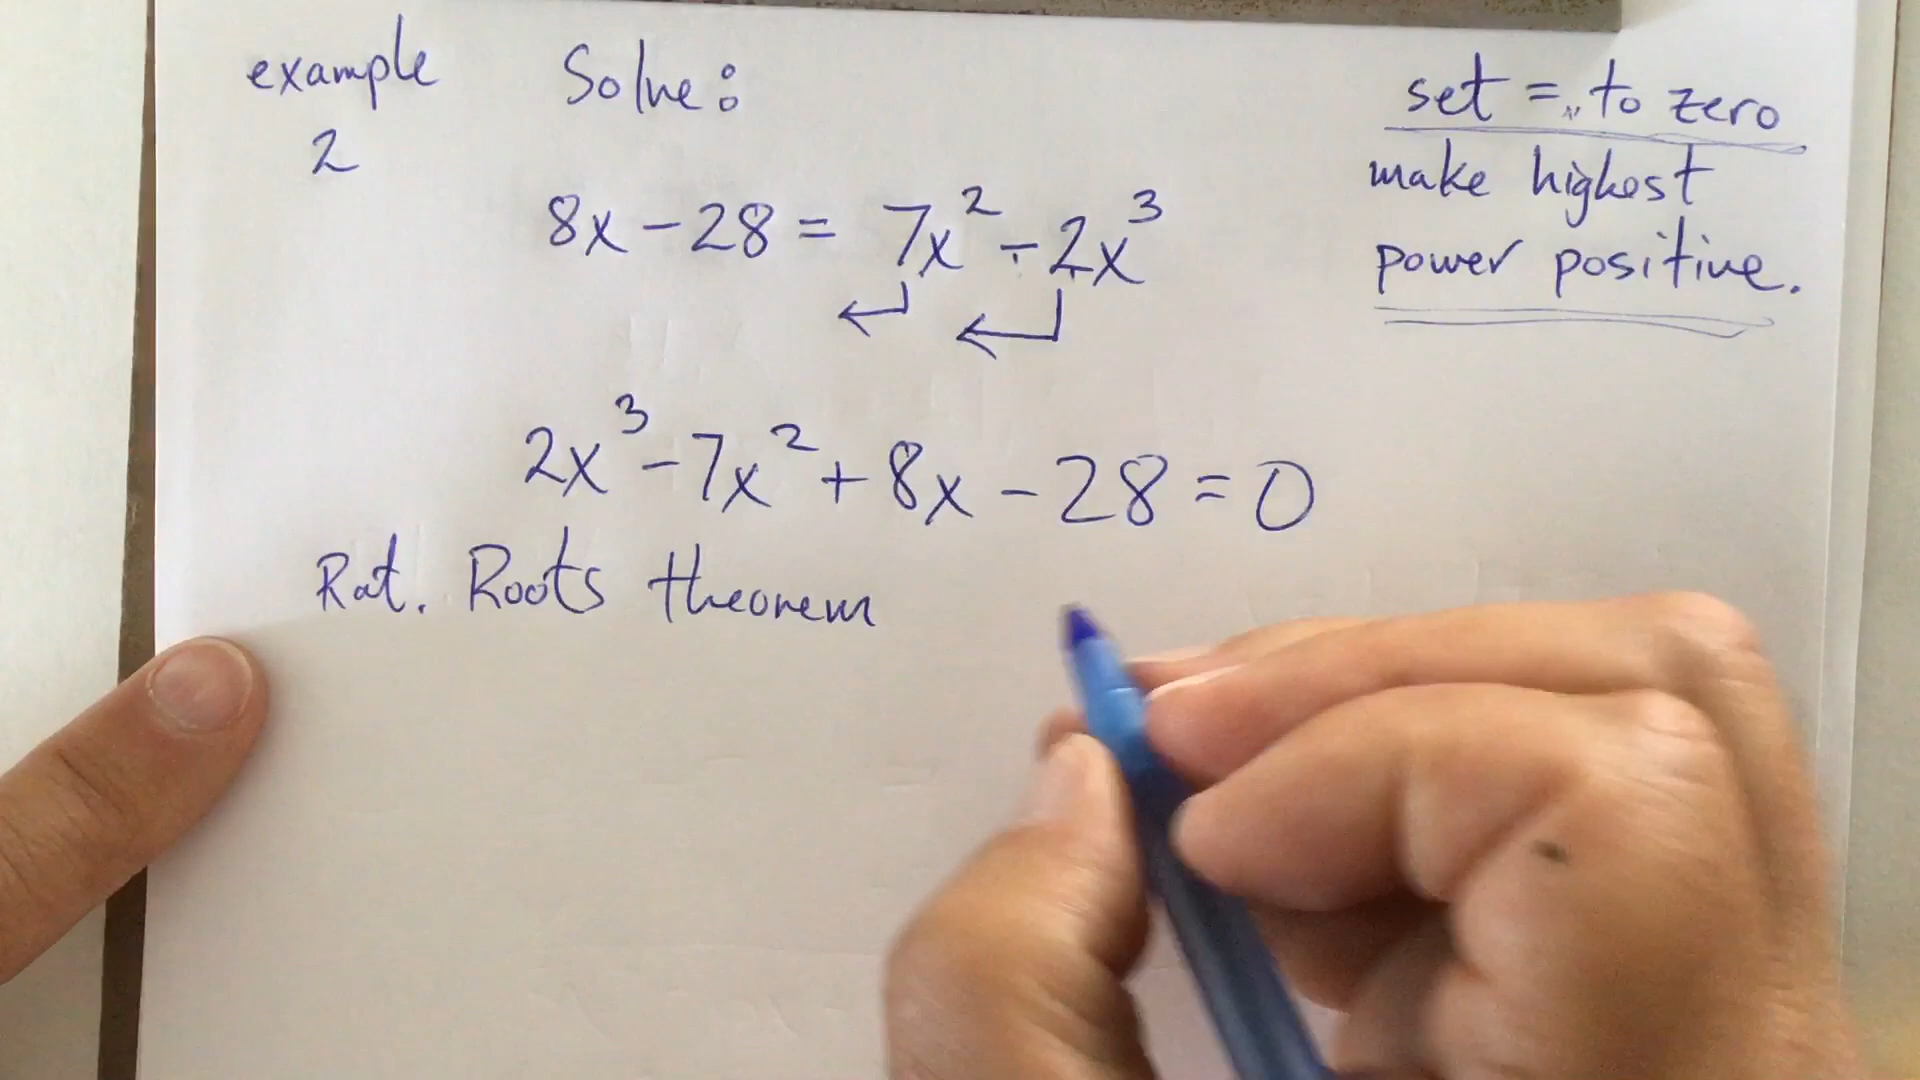 example Solve:
2
8x - 28 = 7x² - 2x³
2x³ - 7x² + 8x - 28 = 0
Rat. Roots theorem
set = to zero
make highest
power positive.